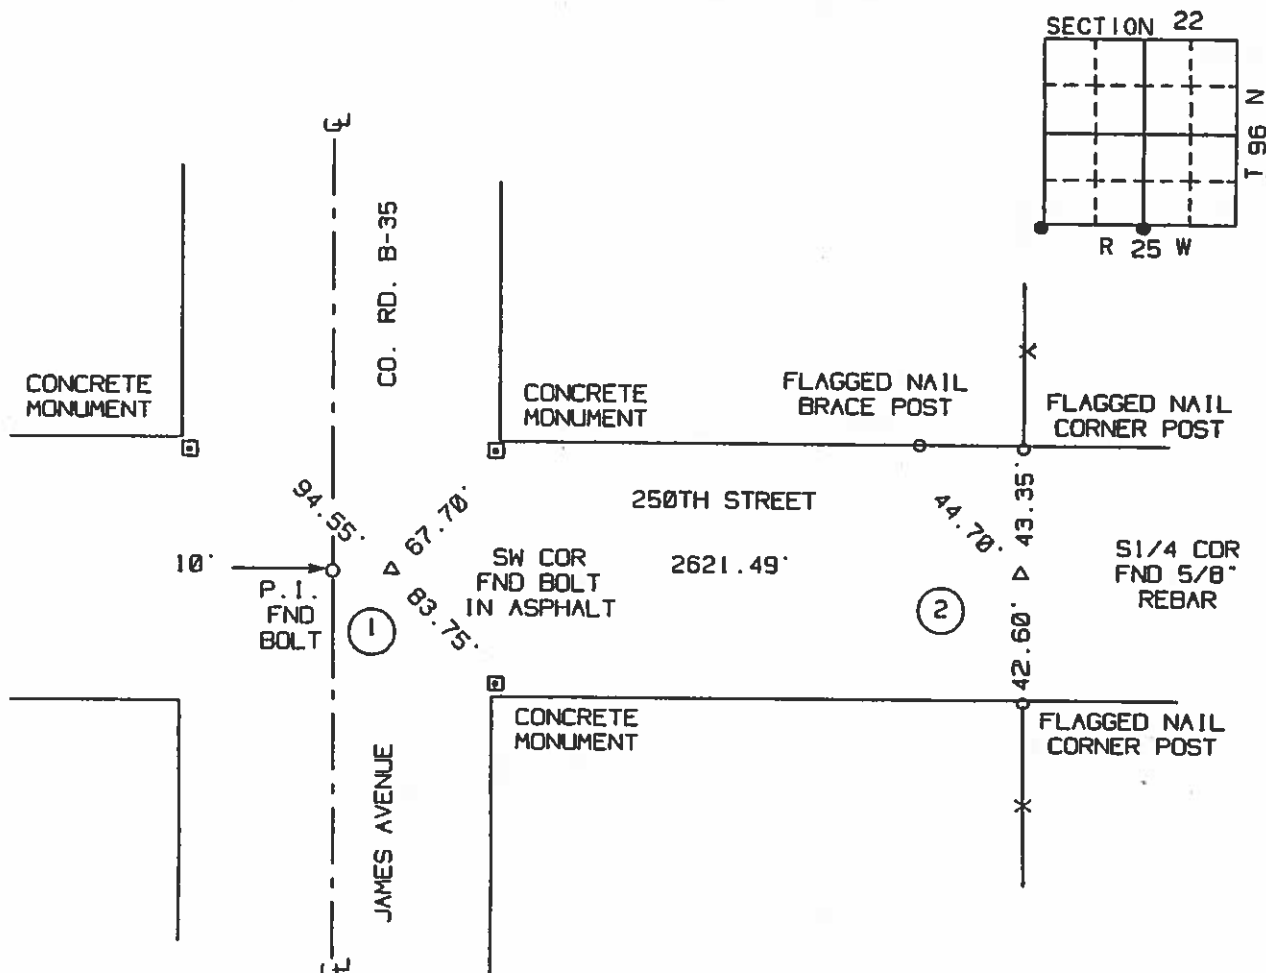 SECTION 22
T 96 N
R 25 W
CO. RD. B-35
CONCRETE
MONUMENT
CONCRETE
MONUMENT
FLAGGED NAIL
BRACE POST
FLAGGED NAIL
CORNER POST
94.55'
67.70'
83.75'
250TH STREET
2621.49'
44.70'
43.35'
42.60'
10'
P.I.
FND
BOLT
1
SW COR
FND BOLT
IN ASPHALT
2
S1/4 COR
FND 5/8"
REBAR
CONCRETE
MONUMENT
FLAGGED NAIL
CORNER POST
JAMES AVENUE